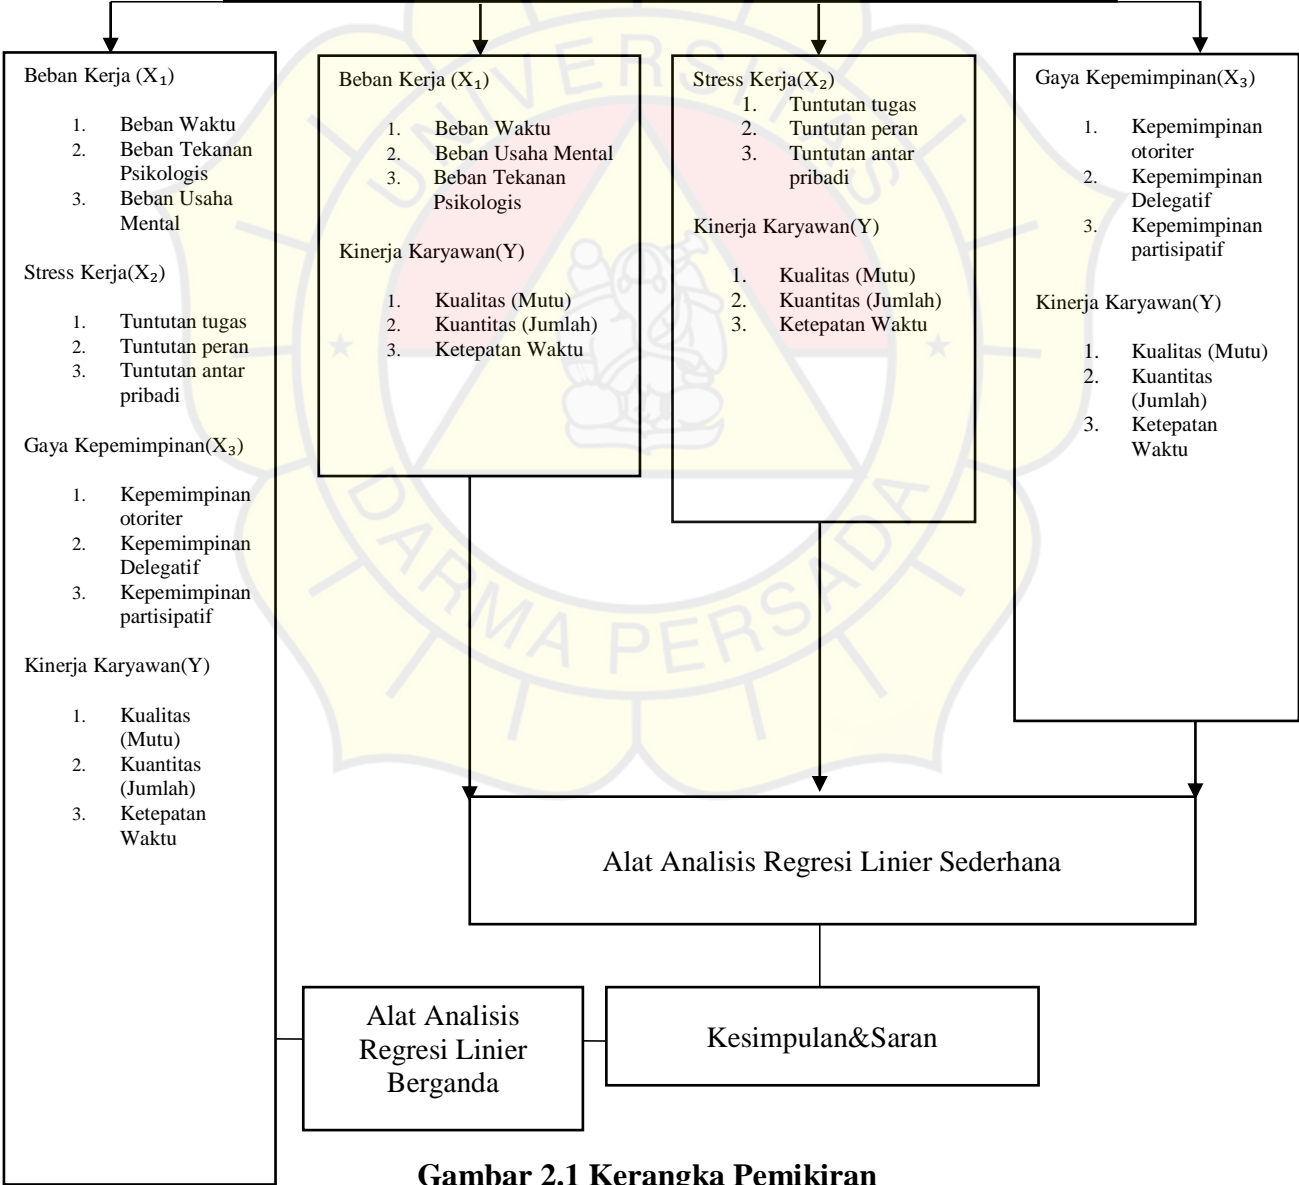 Beban Kerja (X₁)
1. Beban Waktu
2. Beban Tekanan
Psikologis
3. Beban Usaha
Mental
Stress Kerja(X₂)
1. Tuntutan tugas
2. Tuntutan peran
3. Tuntutan antar
pribadi
Gaya Kepemimpinan(X₃)
1. Kepemimpinan
otoriter
2. Kepemimpinan
Delegatif
3. Kepemimpinan
partisipatif
Kinerja Karyawan(Y)
1. Kualitas
(Mutu)
2. Kuantitas
(Jumlah)
3. Ketepatan
Waktu
Beban Kerja (X₁)
1. Beban Waktu
2. Beban Usaha Mental
3. Beban Tekanan
Psikologis
Kinerja Karyawan(Y)
1. Kualitas (Mutu)
2. Kuantitas (Jumlah)
3. Ketepatan Waktu
Stress Kerja(X₂)
1. Tuntutan tugas
2. Tuntutan peran
3. Tuntutan antar
pribadi
Kinerja Karyawan(Y)
1. Kualitas (Mutu)
2. Kuantitas (Jumlah)
3. Ketepatan Waktu
Gaya Kepemimpinan(X₃)
1. Kepemimpinan
otoriter
2. Kepemimpinan
Delegatif
3. Kepemimpinan
partisipatif
Kinerja Karyawan(Y)
1. Kualitas (Mutu)
2. Kuantitas
(Jumlah)
3. Ketepatan
Waktu
UNIVERSITAS
DARMA PERSADA
Alat Analisis Regresi Linier Sederhana
Alat Analisis
Regresi Linier
Berganda
Kesimpulan&Saran
Gambar 2.1 Kerangka Pemikiran